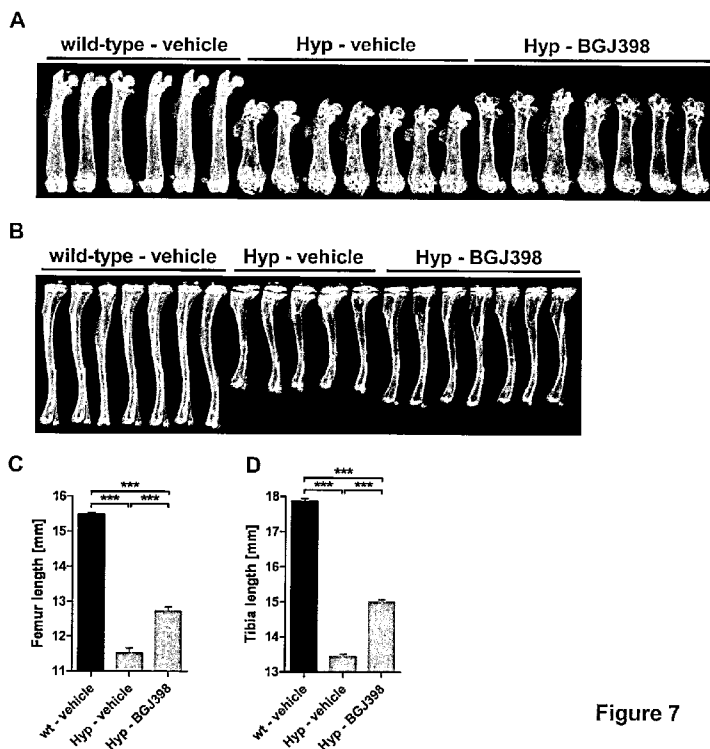 A
wild-type - vehicle
Hyp - vehicle
Hyp - BGJ398
B
wild-type - vehicle
Hyp - vehicle
Hyp - BGJ398
C
***
*** ***
Femur length [mm]
16
15
14
13
12
11
wt - vehicle
Hyp - vehicle
Hyp - BGJ398
D
***
*** ***
Tibia length [mm]
18
17
16
15
14
13
wt - vehicle
Hyp - vehicle
Hyp - BGJ398
Figure 7